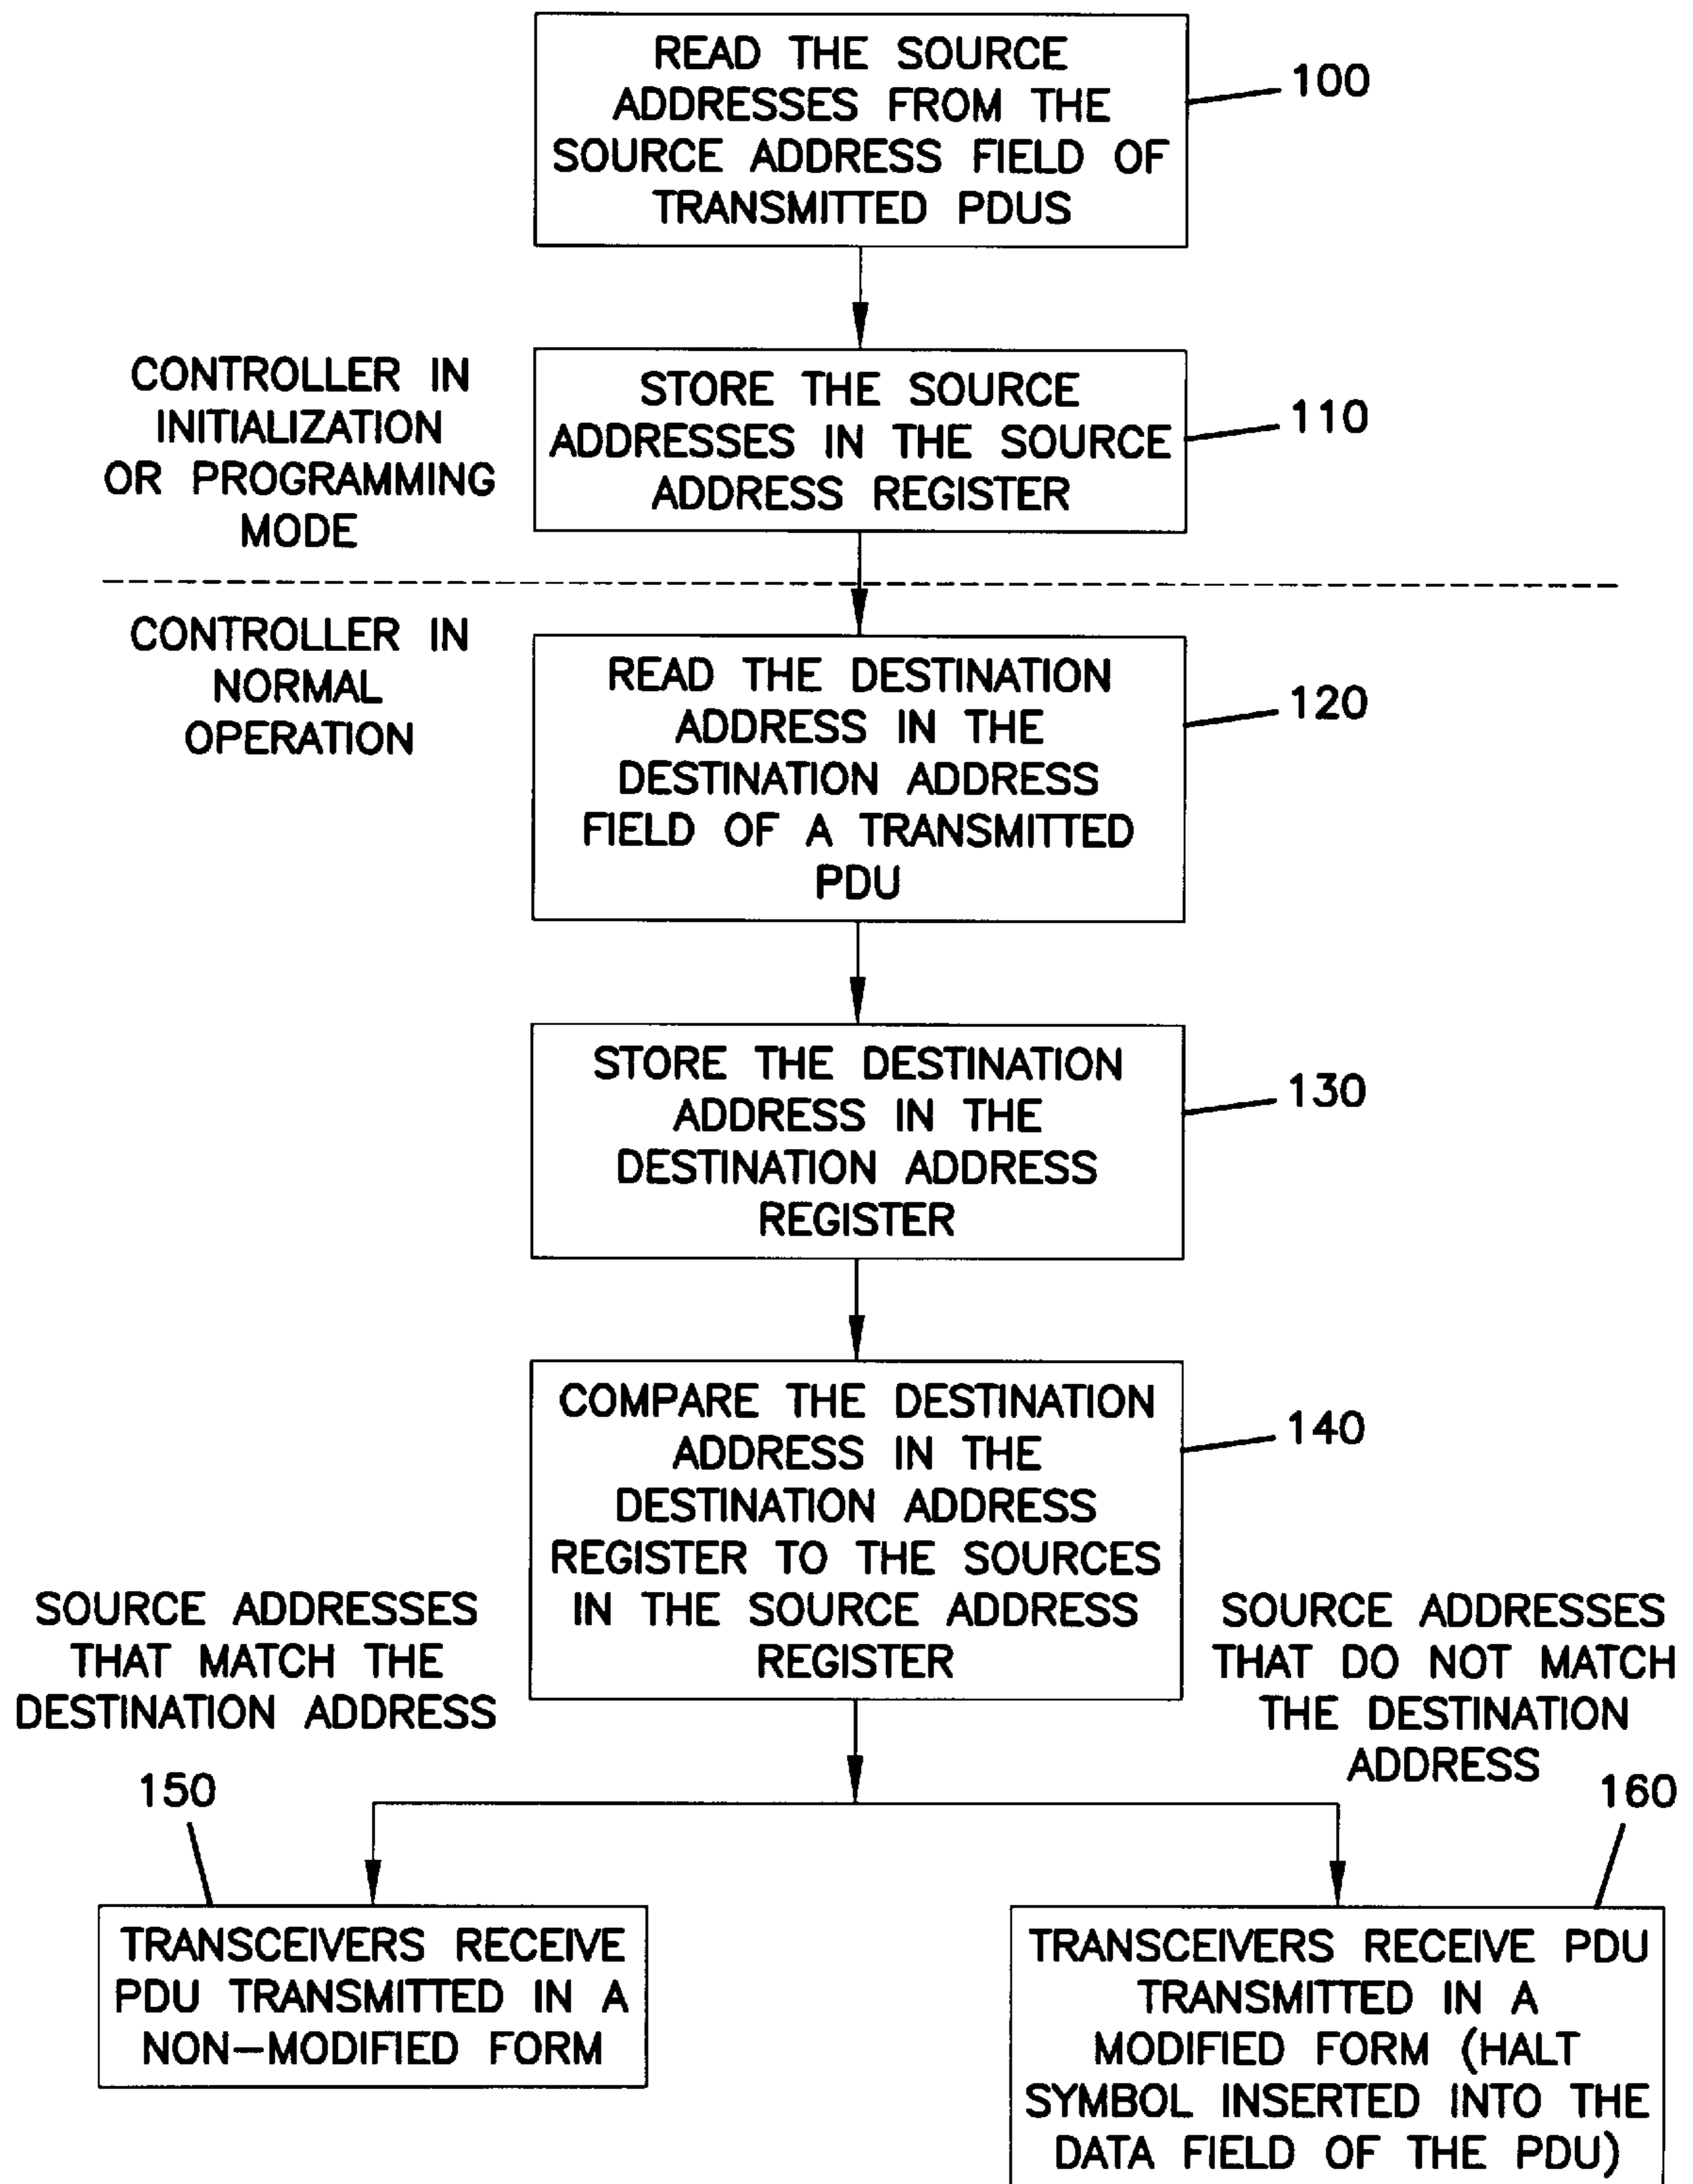 READ THE SOURCE
ADDRESSES FROM THE
SOURCE ADDRESS FIELD OF
TRANSMITTED PDUS
100
CONTROLLER IN
INITIALIZATION
OR PROGRAMMING
MODE
STORE THE SOURCE
ADDRESSES IN THE SOURCE
ADDRESS REGISTER
110
CONTROLLER IN
NORMAL
OPERATION
READ THE DESTINATION
ADDRESS IN THE
DESTINATION ADDRESS
FIELD OF A TRANSMITTED
PDU
120
STORE THE DESTINATION
ADDRESS IN THE
DESTINATION ADDRESS
REGISTER
130
COMPARE THE DESTINATION
ADDRESS IN THE
DESTINATION ADDRESS
REGISTER TO THE SOURCES
IN THE SOURCE ADDRESS
REGISTER
140
SOURCE ADDRESSES
THAT MATCH THE
DESTINATION ADDRESS
150
SOURCE ADDRESSES
THAT DO NOT MATCH
THE DESTINATION
ADDRESS
160
TRANSCEIVERS RECEIVE
PDU TRANSMITTED IN A
NON-MODIFIED FORM
TRANSCEIVERS RECEIVE PDU
TRANSMITTED IN A
MODIFIED FORM (HALT
SYMBOL INSERTED INTO THE
DATA FIELD OF THE PDU)